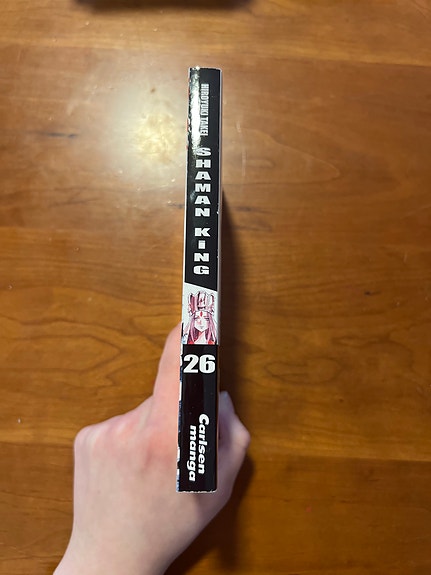 HIROYUKI TAKEI
SHAMAN KiNG
26
Carlsen
manga